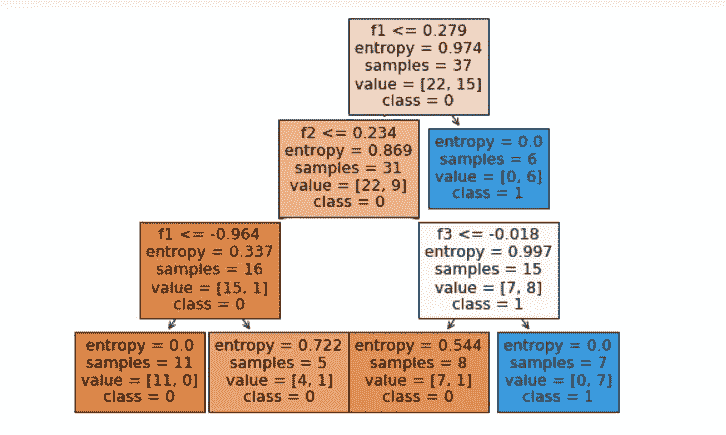 f1 <= 0.279
entropy = 0.974
samples = 37
value = [22, 15]
class = 0
f2 <= 0.234
entropy = 0.869
samples = 31
value = [22, 9]
class = 0
entropy = 0.0
samples = 6
value = [0, 6]
class = 1
f1 <= -0.964
entropy = 0.337
samples = 16
value = [15, 1]
class = 0
f3 <= -0.018
entropy = 0.997
samples = 15
value = [7, 8]
class = 1
entropy = 0.0
samples = 11
value = [11, 0]
class = 0
entropy = 0.722
samples = 5
value = [4, 1]
class = 0
entropy = 0.544
samples = 8
value = [7, 1]
class = 0
entropy = 0.0
samples = 7
value = [0, 7]
class = 1